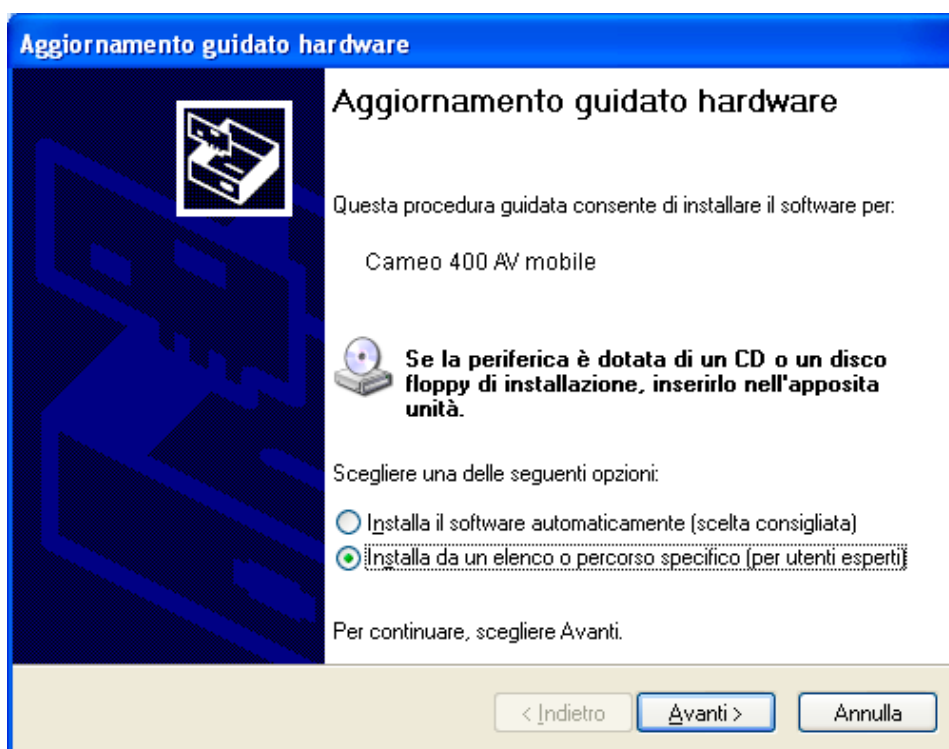 Aggiornamento guidato hardware
Aggiornamento guidato hardware
Questa procedura guidata consente di installare il software per:
Cameo 400 AV mobile
Se la periferica è dotata di un CD o un disco
floppy di installazione, inserirlo nell'apposita
unità.
Scegliere una delle seguenti opzioni:
Installa il software automaticamente (scelta consigliata)
Installa da un elenco o percorso specifico (per utenti esperti)
Per continuare, scegliere Avanti.
< Indietro Avanti > Annulla